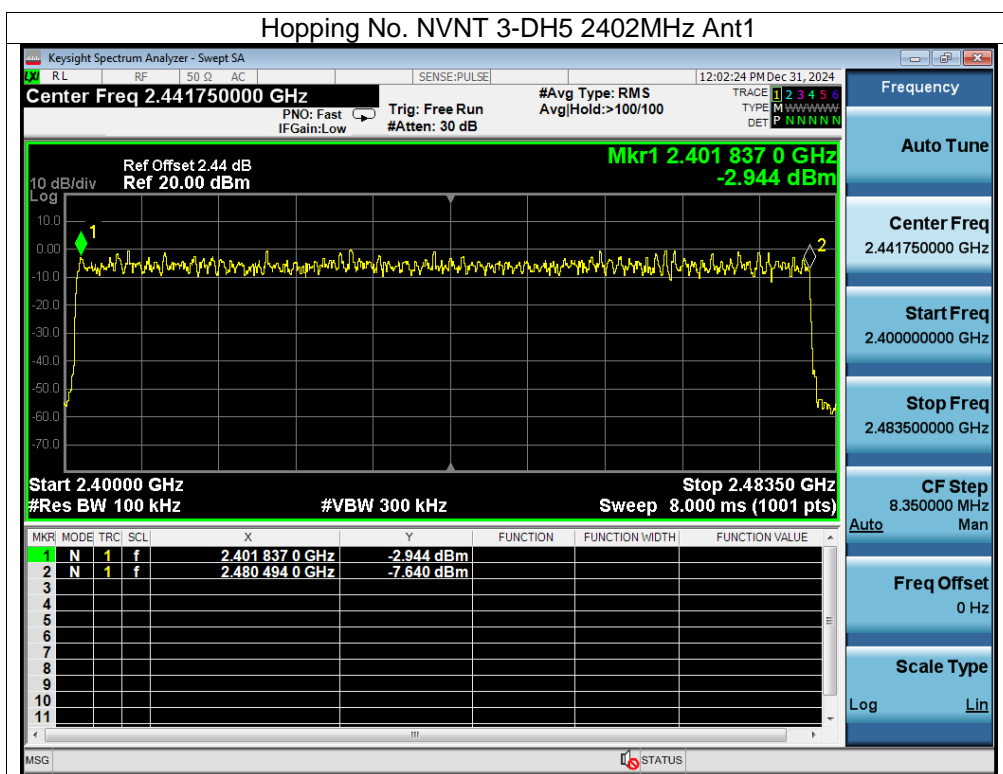 Hopping No. NVNT 3-DH5 2402MHz Ant1
Keysight Spectrum Analyzer - Swept SA
LXI RL RF 50 Ω AC SENSE:PULSE 12:02:24 PM Dec 31, 2024
Center Freq 2.441750000 GHz
PNO: Fast
IFGain:Low
Trig: Free Run
#Atten: 30 dB
#Avg Type: RMS
Avg|Hold:>100/100
TRACE 1 2 3 4 5 6
TYPE M W W W W W
DET P N N N N N
Ref Offset 2.44 dB
Ref 20.00 dBm
10 dB/div
Log
Mkr1 2.401 837 0 GHz
-2.944 dBm
10.0
0.00
-10.0
-20.0
-30.0
-40.0
-50.0
-60.0
-70.0
1
2
Start 2.40000 GHz Stop 2.48350 GHz
#Res BW 100 kHz #VBW 300 kHz Sweep 8.000 ms (1001 pts)
MKR MODE TRC SCL X Y FUNCTION FUNCTION WIDTH FUNCTION VALUE
1 N 1 f 2.401 837 0 GHz -2.944 dBm
2 N 1 f 2.480 494 0 GHz -7.640 dBm
3
4
5
6
7
8
9
10
11
MSG STATUS
Frequency
Auto Tune
Center Freq
2.441750000 GHz
Start Freq
2.400000000 GHz
Stop Freq
2.483500000 GHz
CF Step
8.350000 MHz
Auto Man
Freq Offset
0 Hz
Scale Type
Log Lin